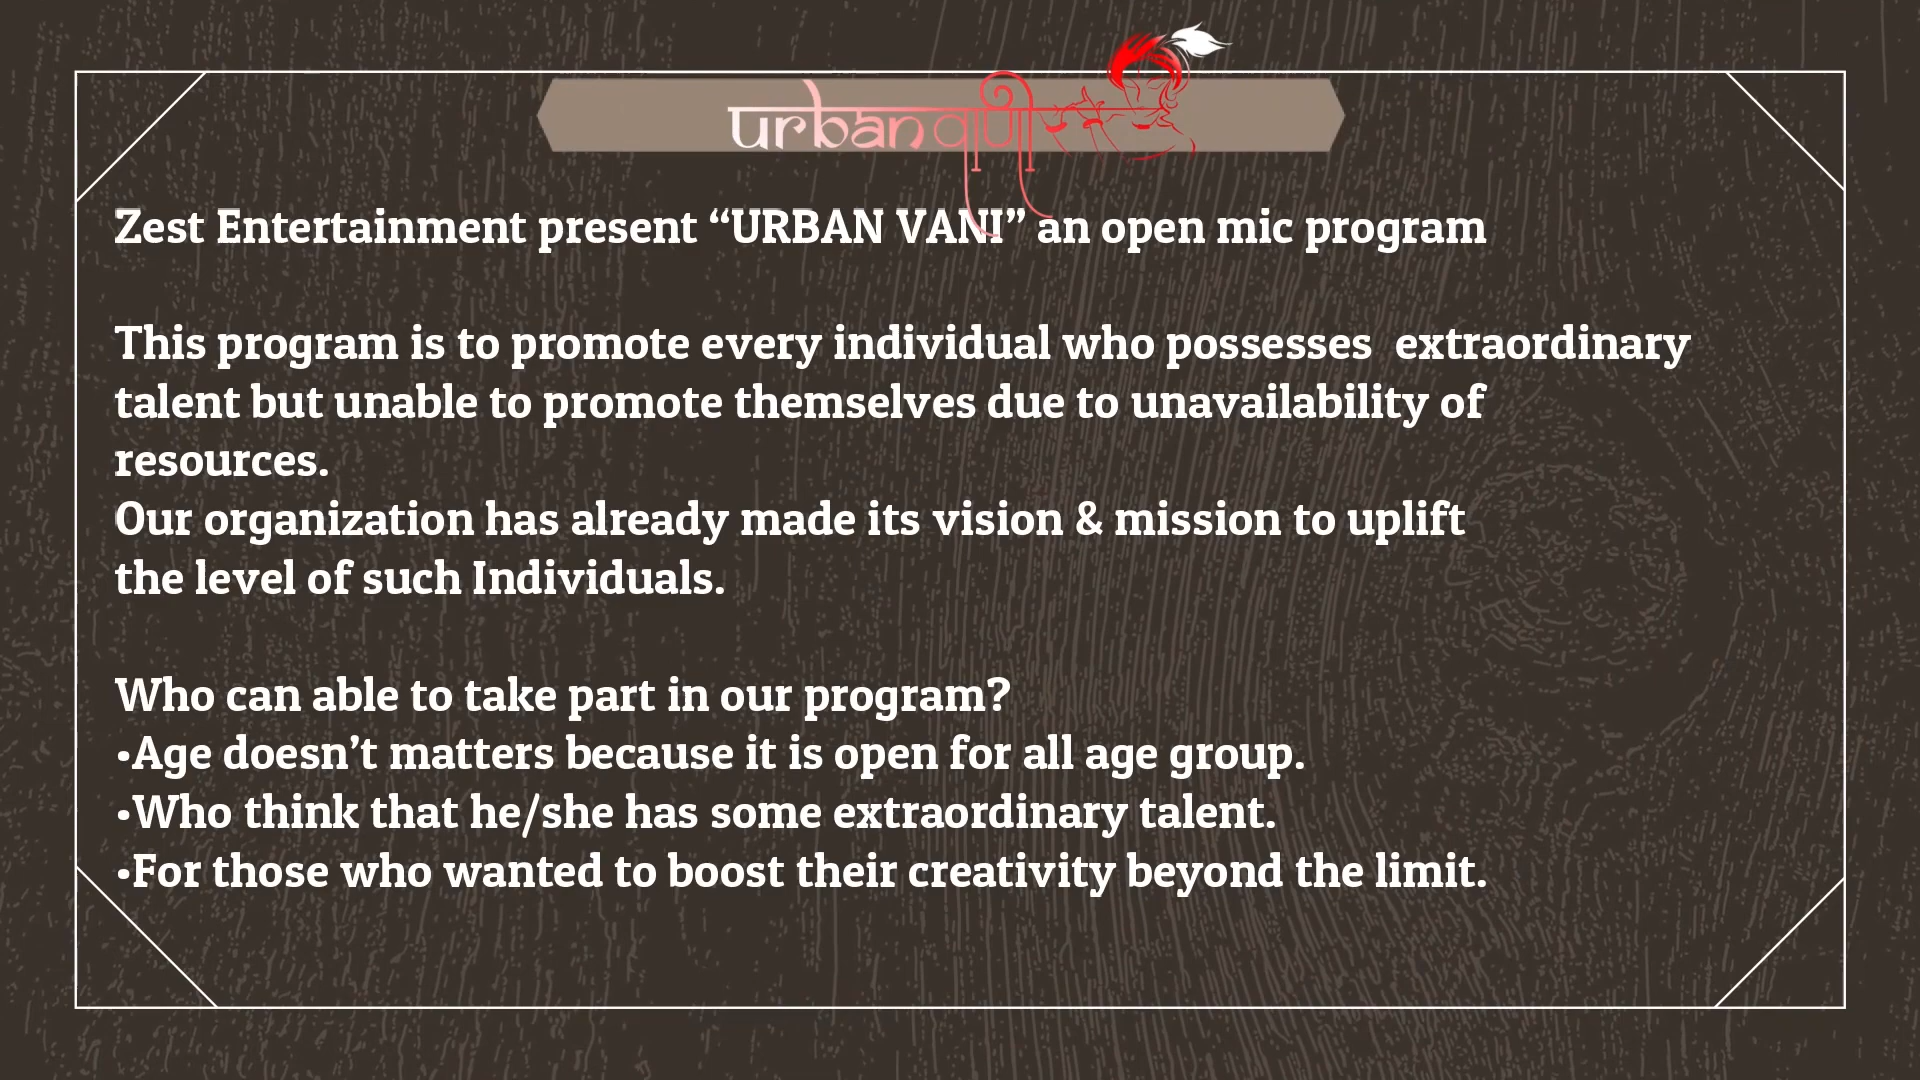 urban वाणी
Zest Entertainment present “URBAN VANI” an open mic program
This program is to promote every individual who possesses  extraordinary
talent but unable to promote themselves due to unavailability of
resources.
Our organization has already made its vision & mission to uplift
the level of such Individuals.
Who can able to take part in our program?
•Age doesn’t matters because it is open for all age group.
•Who think that he/she has some extraordinary talent.
•For those who wanted to boost their creativity beyond the limit.